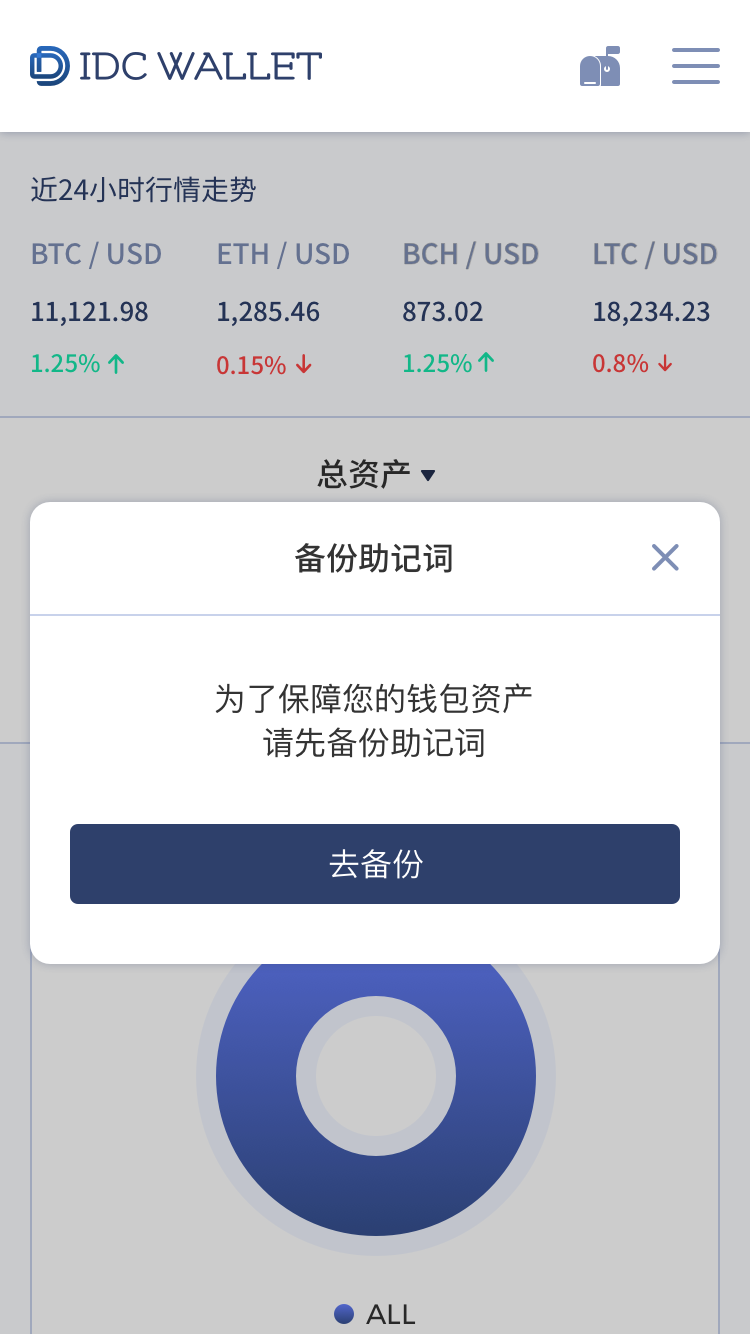 IDC WALLET
近24小时行情走势
BTC / USD ETH / USD BCH / USD LTC / USD
11,121.98 1,285.46 873.02 18,234.23
1.25% ↑ 0.15% ↓ 1.25% ↑ 0.8% ↓
总资产
备份助记词
为了保障您的钱包资产
请先备份助记词
去备份
ALL